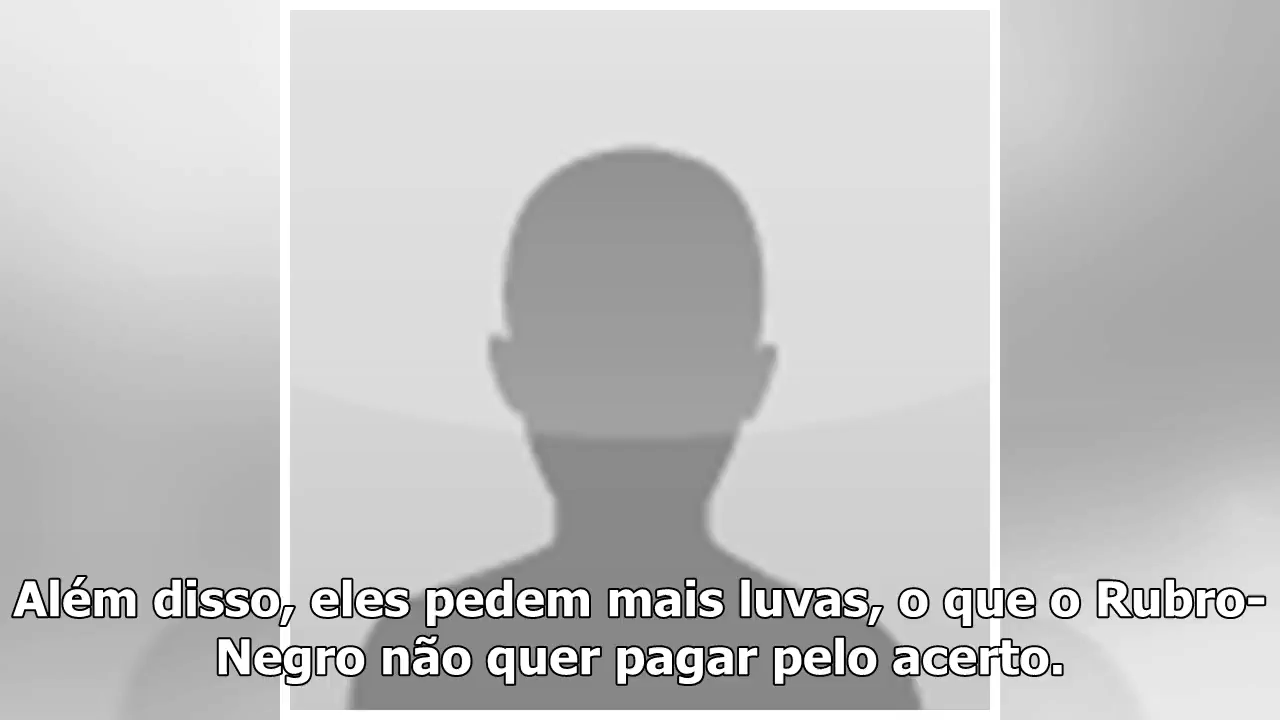 Além disso, eles pedem mais luvas, o que o Rubro-
Negro não quer pagar pelo acerto.